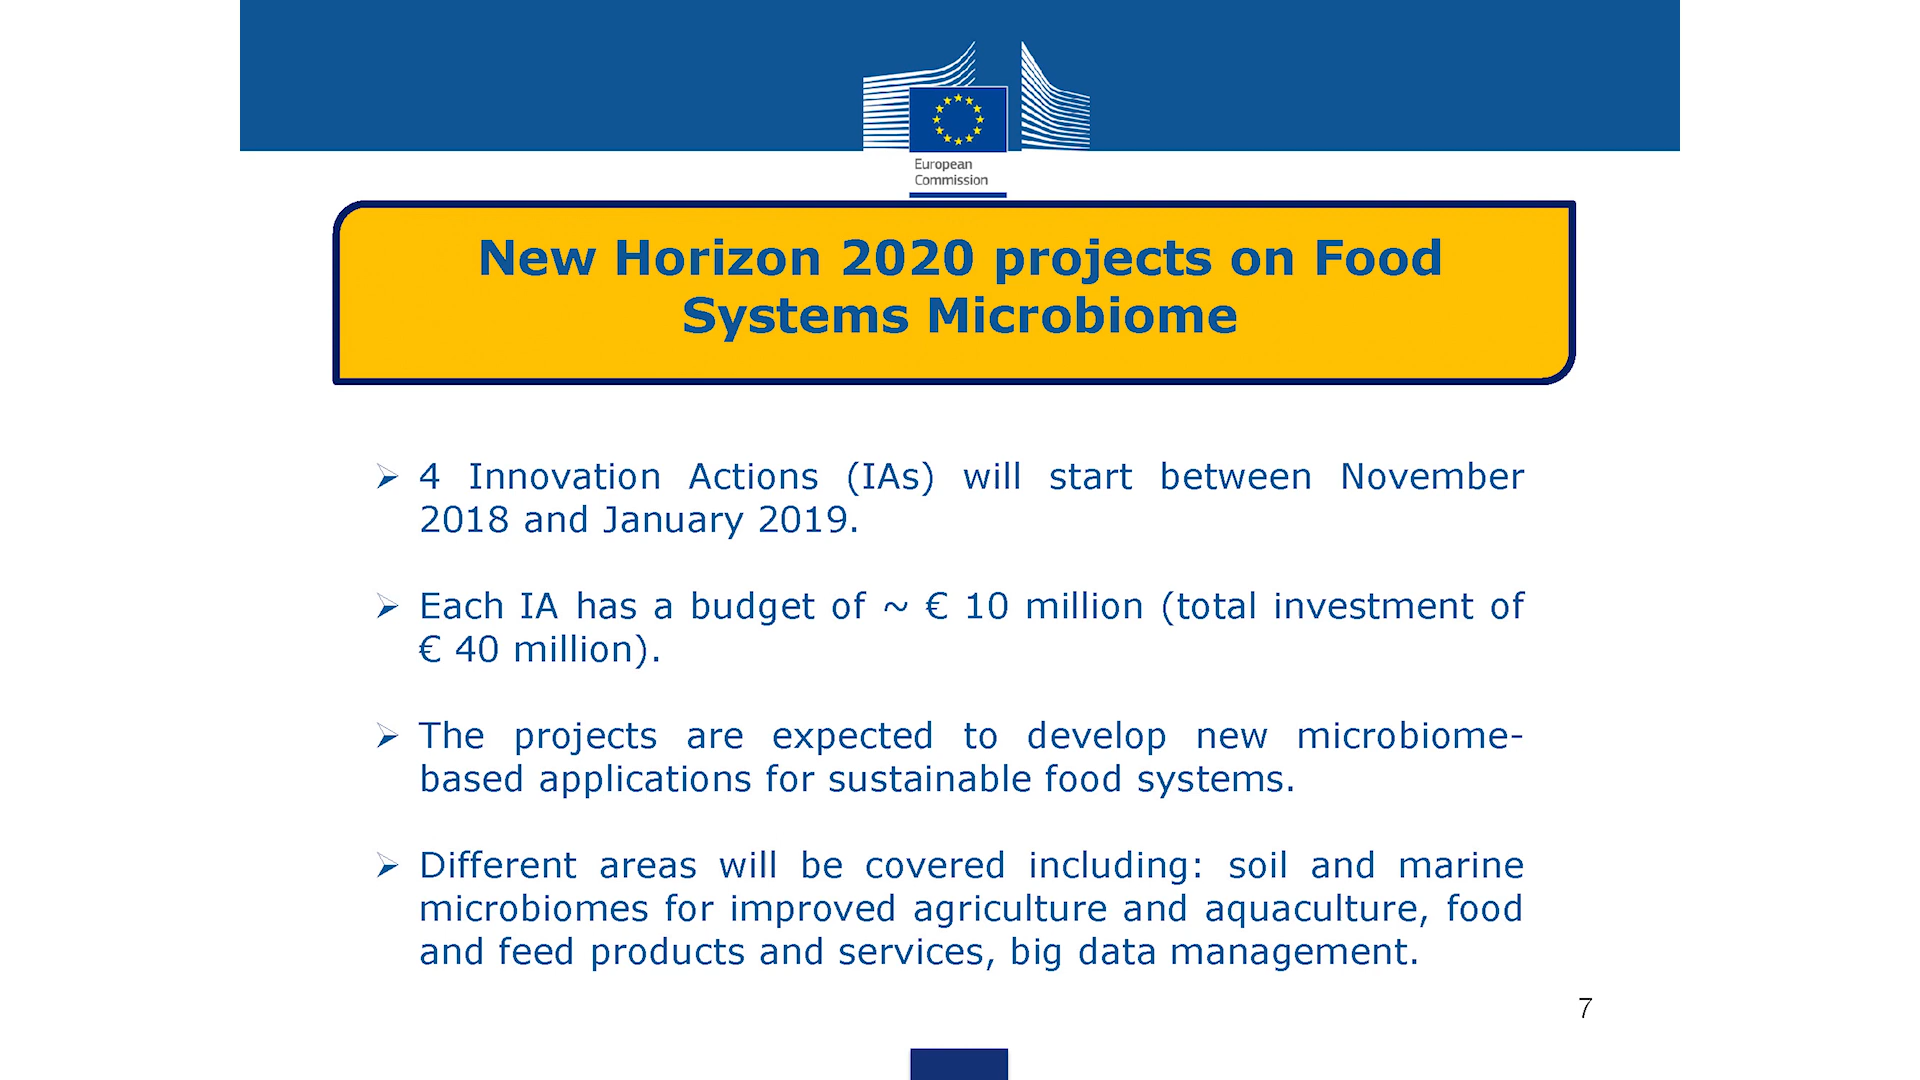 European
Commission
New Horizon 2020 projects on Food
Systems Microbiome
➢ 4 Innovation Actions (IAs) will start between November
2018 and January 2019.
➢ Each IA has a budget of ~ € 10 million (total investment of
€ 40 million).
➢ The projects are expected to develop new microbiome-
based applications for sustainable food systems.
➢ Different areas will be covered including: soil and marine
microbiomes for improved agriculture and aquaculture, food
and feed products and services, big data management.
7